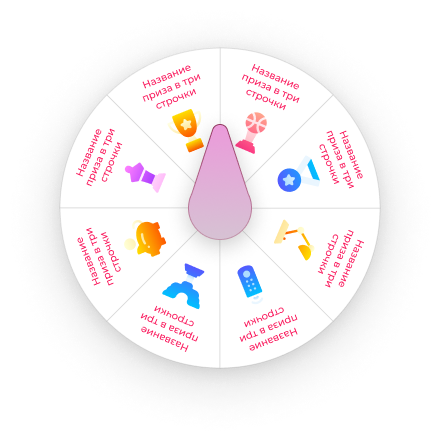 Название
приза в три
строчки
Название
приза в три
строчки
Название
приза в три
строчки
Название
приза в три
строчки
Название
приза в три
строчки
Название
приза в три
строчки
Название
приза в три
строчки
Название
приза в три
строчки